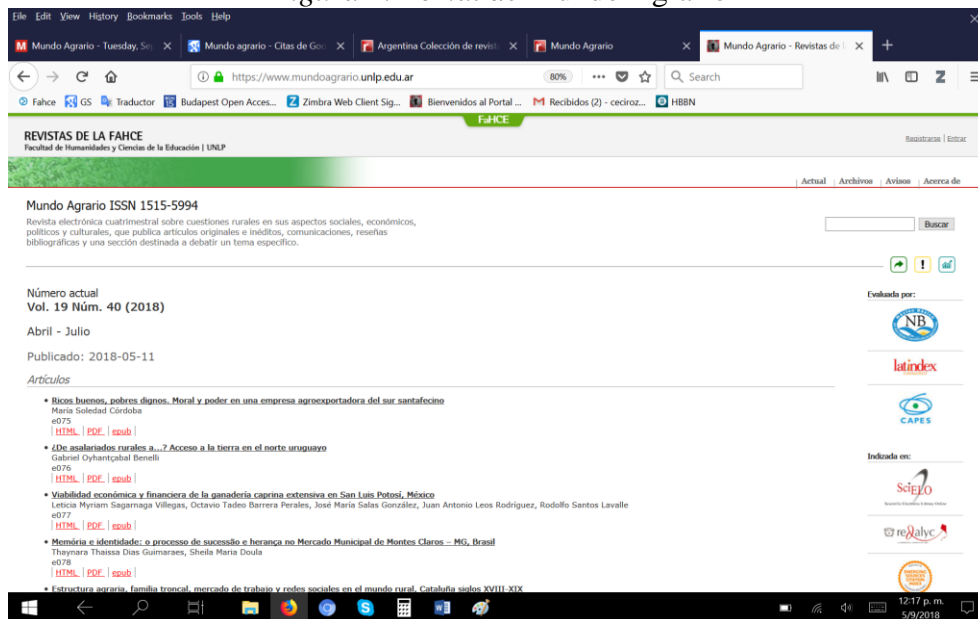 File Edit View History Bookmarks Tools Help
Mundo Agrario - Tuesday, Se
Mundo agrario - Citas de Goo
Argentina Colección de revist
Mundo Agrario
Mundo Agrario - Revistas de l
https://www.mundoagrario.unlp.edu.ar
80%
Search
Fahce GS Traductor Budapest Open Acces... Zimbra Web Client Sig... Bienvenidos al Portal ... Recibidos (2) - ceciroz... HBBN
FaHCE
REVISTAS DE LA FAHCE
Facultad de Humanidades y Ciencias de la Educación | UNLP
Registrarse | Entrar
Actual | Archivos | Avisos | Acerca de
Mundo Agrario ISSN 1515-5994
Revista electrónica cuatrimestral sobre cuestiones rurales en sus aspectos sociales, económicos,
políticos y culturales, que publica artículos originales e inéditos, comunicaciones, reseñas
bibliográficas y una sección destinada a debatir un tema específico.
Buscar
Número actual
Vol. 19 Núm. 40 (2018)
Abril - Julio
Publicado: 2018-05-11
Artículos
• Ricos buenos, pobres dignos. Moral y poder en una empresa agroexportadora del sur santafecino
María Soledad Córdoba
e075
| HTML | PDF | epub |
• ¿De asalariados rurales a...? Acceso a la tierra en el norte uruguayo
Gabriel Oyhantçabal Benelli
e076
| HTML | PDF | epub |
• Viabilidad económica y financiera de la ganadería caprina extensiva en San Luis Potosí, México
Leticia Myriam Sagarnaga Villegas, Octavio Tadeo Barrera Perales, José María Salas González, Juan Antonio Leos Rodríguez, Rodolfo Santos Lavalle
e077
| HTML | PDF | epub |
• Memória e identidade: o processo de sucessão e herança no Mercado Municipal de Montes Claros – MG, Brasil
Thaynara Thaissa Dias Guimaraes, Sheila Maria Doula
e078
| HTML | PDF | epub |
• Estructura agraria, familia troncal, mercado de trabajo y redes sociales en el mundo rural. Cataluña siglos XVIII-XIX
Evaluada por:
NB
latindex
CAPES
Indizada en:
SciELO
redalyc
EMERGING SOURCES CITATION INDEX
12:17 p. m.
5/9/2018